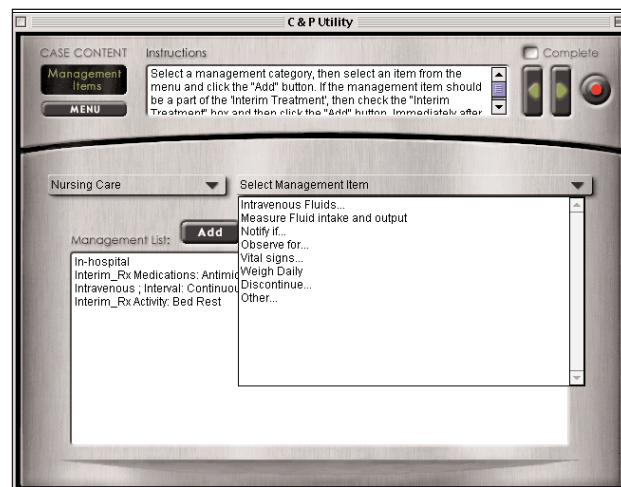 C & P Utility
CASE CONTENT
Instructions
Complete
Management
Items
MENU
Select a management category, then select an item from the
menu and click the "Add" button. If the management item should
be a part of the 'Interim Treatment', then check the "Interim
Treatment" box and then click the "Add" button. Immediately after
Nursing Care
Select Management Item
Intravenous Fluids...
Measure Fluid intake and output
Notify if...
Observe for...
Vital signs...
Weigh Daily
Discontinue...
Other...
Management List:
Add
In-hospital
Interim_Rx Medications:
Intravenous ; Interval:
Interim_Rx Activity: Bed Rest